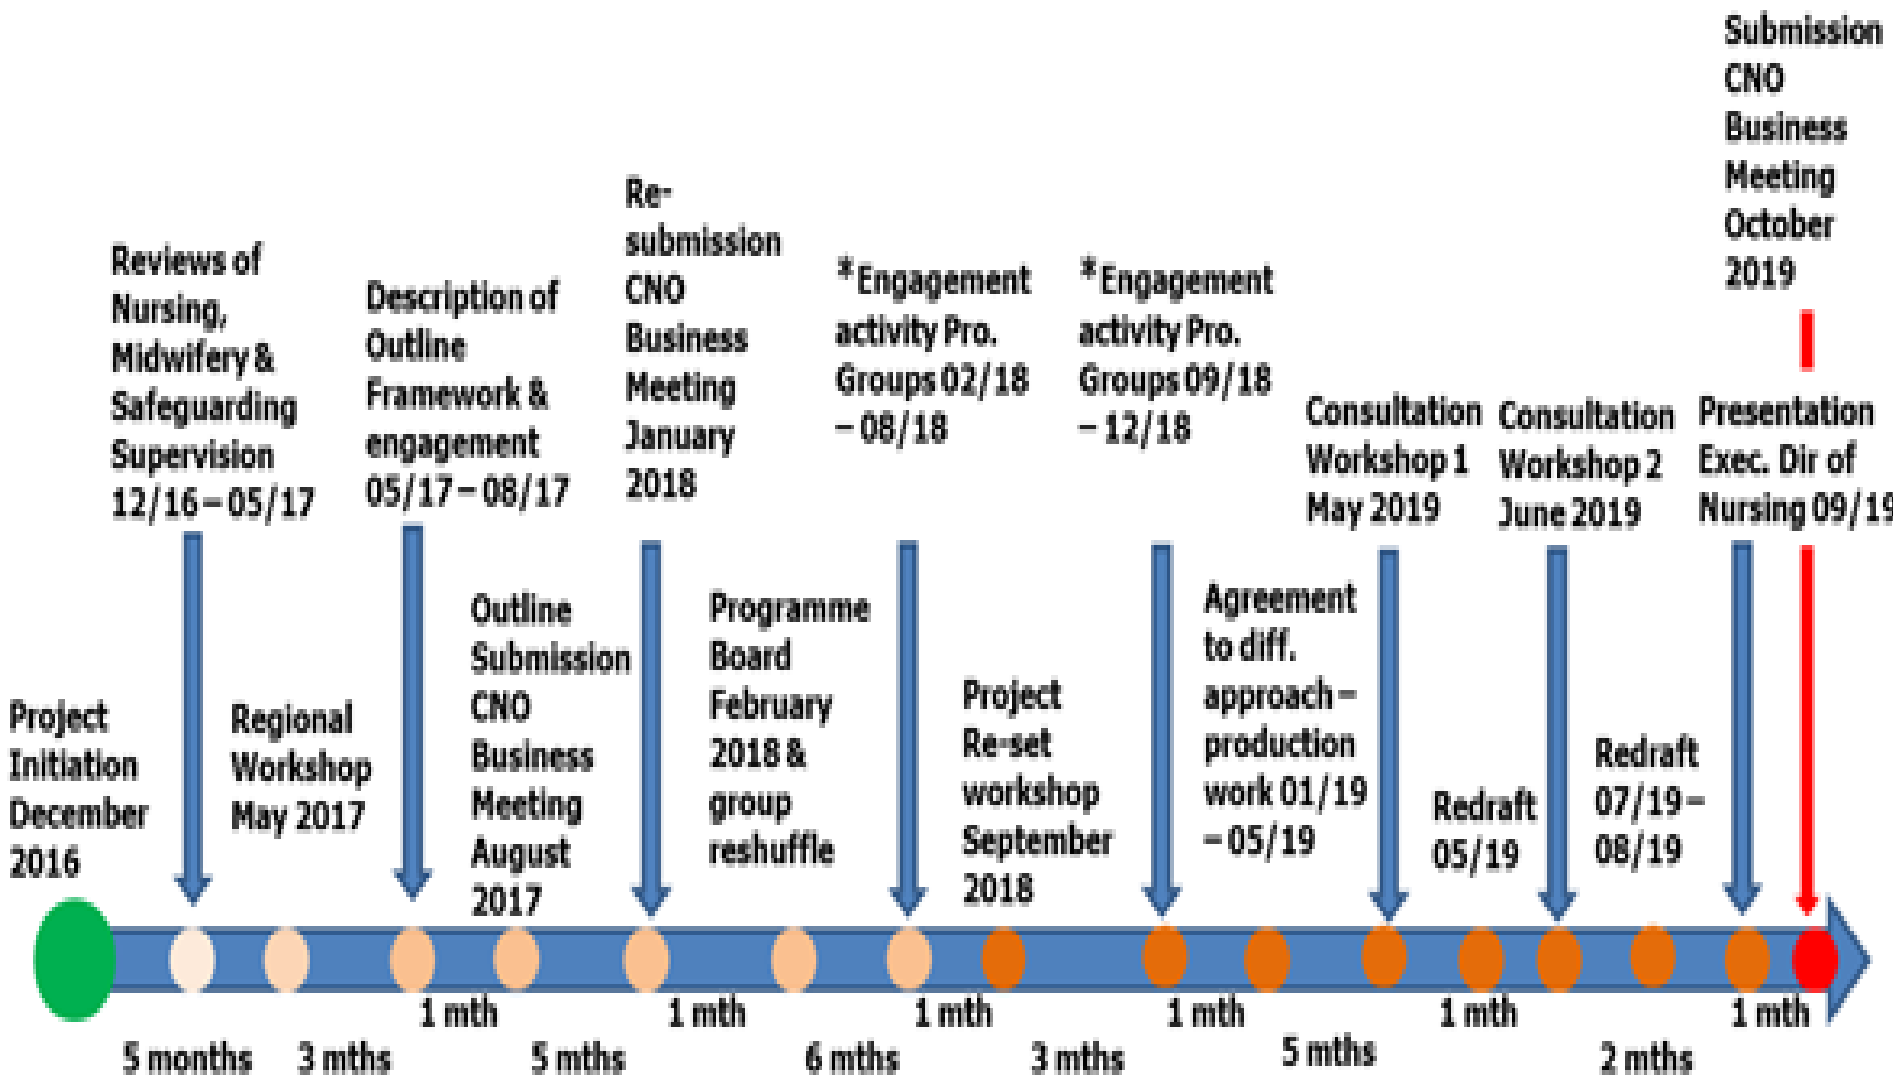 Project
Initiation
December
2016
Reviews of
Nursing,
Midwifery &
Safeguarding
Supervision
12/16 – 05/17
Regional
Workshop
May 2017
Description of
Outline
Framework &
engagement
05/17 – 08/17
Outline
Submission
CNO
Business
Meeting
August
2017
Re-
submission
CNO
Business
Meeting
January
2018
Programme
Board
February
2018 &
group
reshuffle
*Engagement
activity Pro.
Groups 02/18
– 08/18
Project
Re-set
workshop
September
2018
*Engagement
activity Pro.
Groups 09/18
– 12/18
Agreement
to diff.
approach –
production
work 01/19
– 05/19
Consultation
Workshop 1
May 2019
Redraft
05/19
Consultation
Workshop 2
June 2019
Redraft
07/19 –
08/19
Presentation
Exec. Dir of
Nursing 09/19
Submission
CNO
Business
Meeting
October
2019
1 mth
1 mth
1 mth
1 mth
1 mth
1 mth
5 months
3 mths
5 mths
6 mths
3 mths
5 mths
2 mths